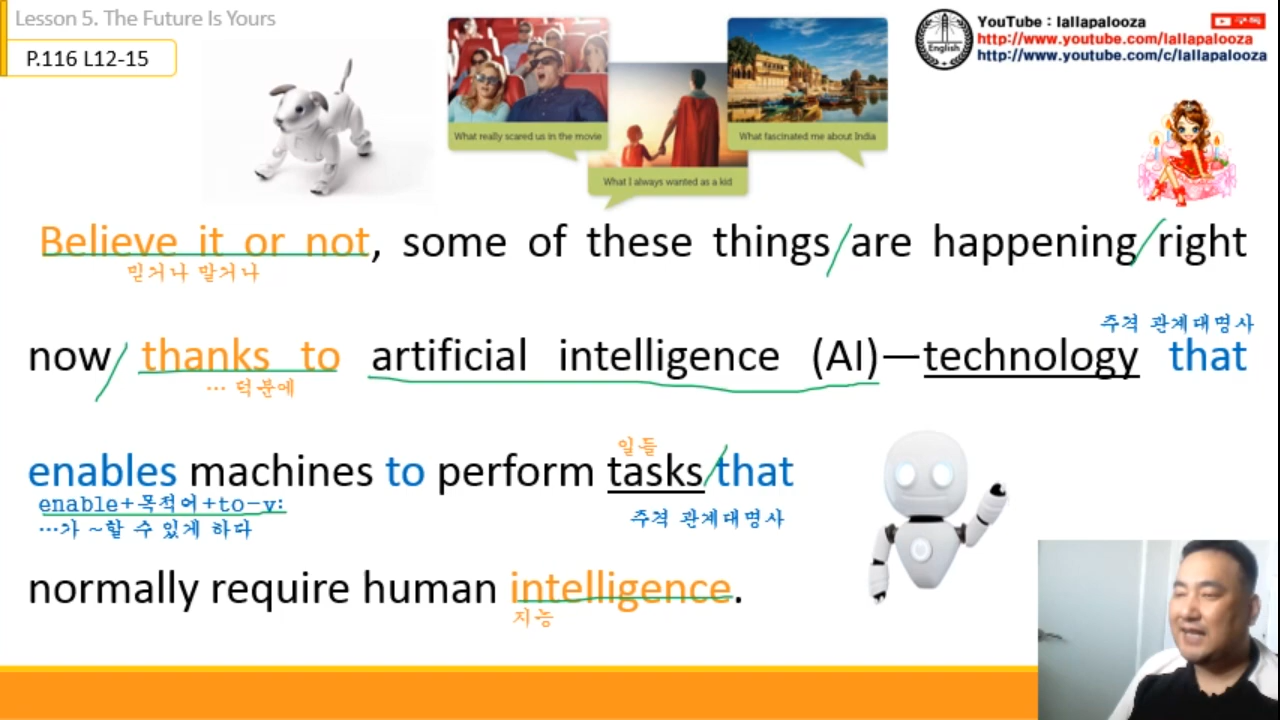 Lesson 5. The Future Is Yours
P.116 L12-15
What really scared us in the movie
What I always wanted as a kid
What fascinated me about India
English
YouTube : lallapalooza
구독
http://www.youtube.com/lallapalooza
http://www.youtube.com/c/lallapalooza
Believe it or not, some of these things/are happening/right
믿거나 말거나
주격 관계대명사
now/ thanks to artificial intelligence (AI)—technology that
… 덕분에
일들
enables machines to perform tasks/that
enable+목적어+to-v:
주격 관계대명사
…가 ~할 수 있게 하다
normally require human intelligence.
지능